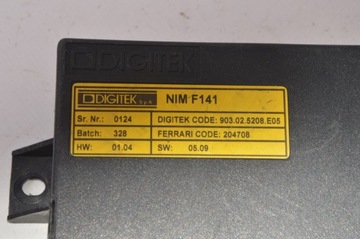 DIGITEK S.p.A. NIM F141
Sr. Nr.: 0124 DIGITEK CODE: 903.02.5208.E05
Batch: 328 FERRARI CODE: 204708
HW: 01.04 SW: 05.09